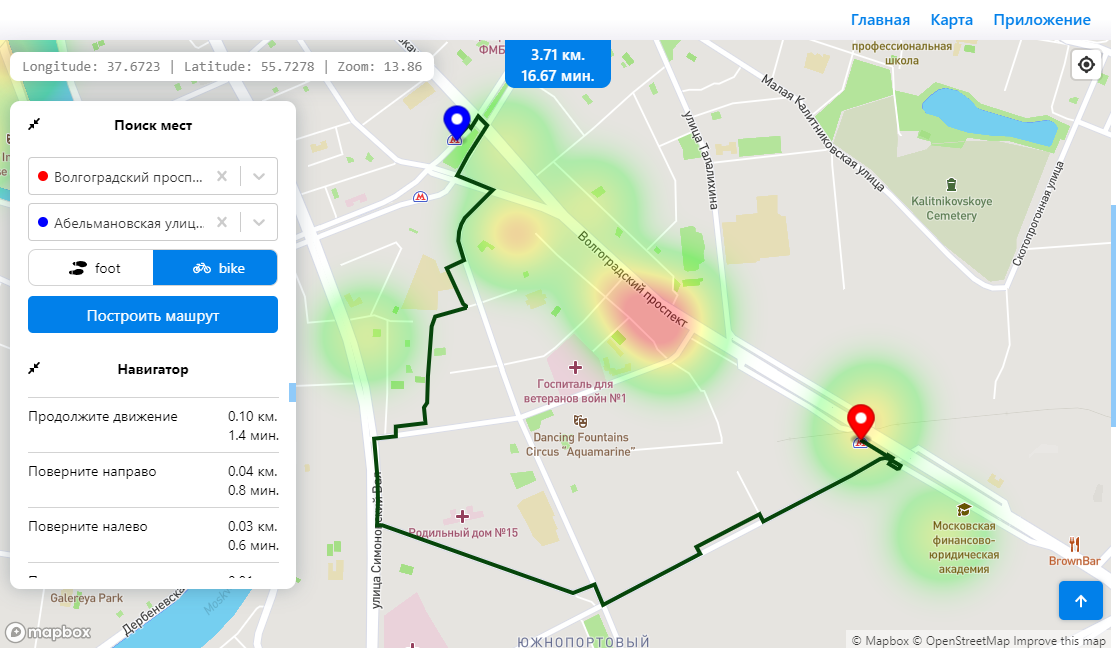 Главная Карта Приложение
Longitude: 37.6723 | Latitude: 55.7278 | Zoom: 13.86
3.71 км.
16.67 мин.
Поиск мест
Волгоградский просп...
Абельмановская улиц...
foot
bike
Построить машрут
Навигатор
Продолжите движение 0.10 км.
1.4 мин.
Поверните направо 0.04 км.
0.8 мин.
Поверните налево 0.03 км.
0.6 мин.
ФМБ
профессиональная
школа
Малая Калитниковская улица
улица Талалихина
Kalitnikovskoye
Cemetery
Скотопрогонная улица
Волгоградский проспект
Госпиталь для
ветеранов войн №1
Dancing Fountains
Circus "Aquamarine"
Родильный дом №15
улица Симоновский Вал
Московская
финансово-
юридическая
академия
BrownBar
Galereya Park
Дербеневская
ЮЖНОПОРТОВЫЙ
mapbox
© Mapbox © OpenStreetMap Improve this map